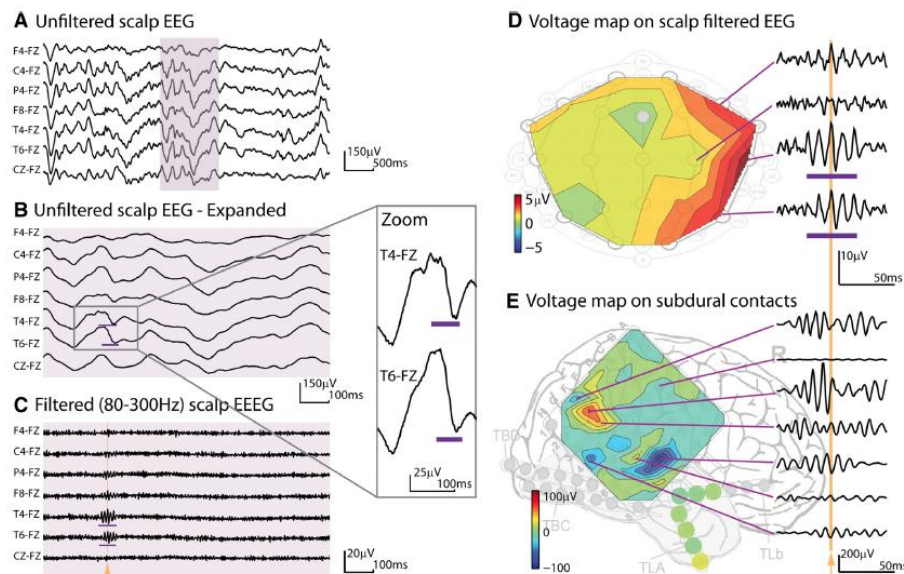 A Unfiltered scalp EEG
F4-FZ
C4-FZ
P4-FZ
F8-FZ
T4-FZ
T6-FZ
CZ-FZ
150µV
500ms
B Unfiltered scalp EEG - Expanded
F4-FZ
C4-FZ
P4-FZ
F8-FZ
T4-FZ
T6-FZ
CZ-FZ
150µV
100ms
Zoom
T4-FZ
T6-FZ
25µV
100ms
C Filtered (80-300Hz) scalp EEEG
F4-FZ
C4-FZ
P4-FZ
F8-FZ
T4-FZ
T6-FZ
CZ-FZ
20µV
100ms
D Voltage map on scalp filtered EEG
5µV
0
-5
10µV
50ms
E Voltage map on subdural contacts
R
TBC
TLA
TLb
100µV
0
-100
200µV
50ms